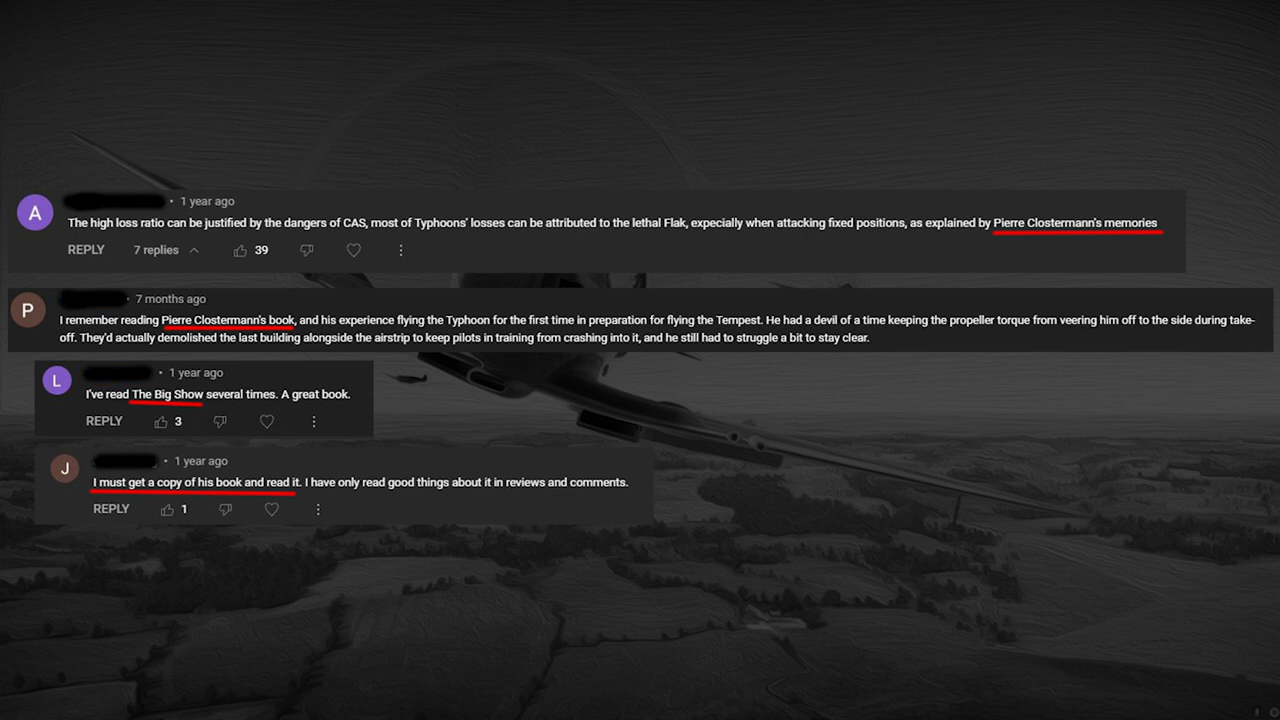 A
• 1 year ago
The high loss ratio can be justified by the dangers of CAS, most of Typhoons' losses can be attributed to the lethal Flak, expecially when attacking fixed positions, as explained by Pierre Clostermann's memories
REPLY 7 replies 39
P
• 7 months ago
I remember reading Pierre Clostermann's book, and his experience flying the Typhoon for the first time in preparation for flying the Tempest. He had a devil of a time keeping the propeller torque from veering him off to the side during take-
off. They'd actually demolished the last building alongside the airstrip to keep pilots in training from crashing into it, and he still had to struggle a bit to stay clear.
L
• 1 year ago
I've read The Big Show several times. A great book.
REPLY 3
J
• 1 year ago
I must get a copy of his book and read it. I have only read good things about it in reviews and comments.
REPLY 1